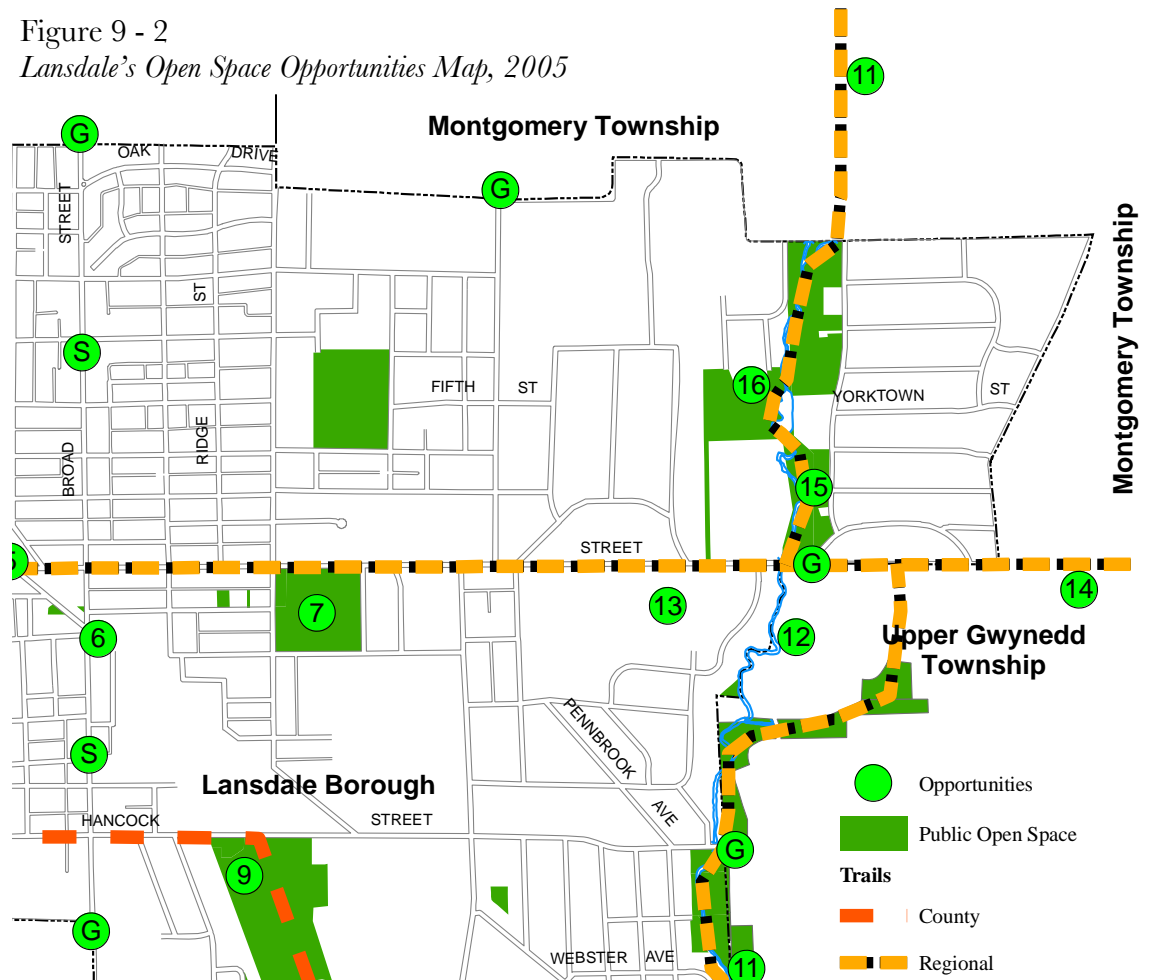 Figure 9 - 2
Lansdale's Open Space Opportunities Map, 2005
11
G
Montgomery Township
OAK
DRIVE
G
STREET
Montgomery Township
ST
S
16
FIFTH ST
YORKTOWN ST
RIDGE
BROAD
15
STREET
G
14
7
13
6
12
Upper Gwynedd
Township
PENNBROOK
AVE
S
Lansdale Borough
Opportunities
HANCOCK
STREET
Public Open Space
G
9
Trails
County
G
WEBSTER AVE
11
Regional